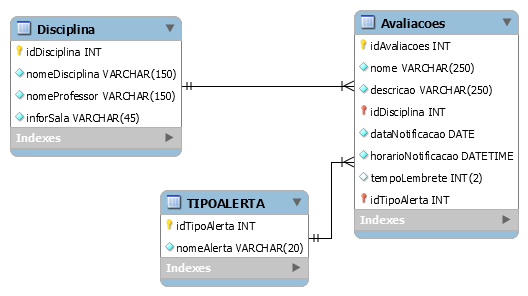 Disciplina
idDisciplina INT
nomeDisciplina VARCHAR(150)
nomeProfessor VARCHAR(150)
inforSala VARCHAR(45)
Indexes
Avaliacoes
idAvaliacoes INT
nome VARCHAR(250)
descricao VARCHAR(250)
idDisciplina INT
dataNotificacao DATE
horarioNotificacao DATETIME
tempoLembrete INT(2)
idTipoAlerta INT
Indexes
TIPOALERTA
idTipoAlerta INT
nomeAlerta VARCHAR(20)
Indexes